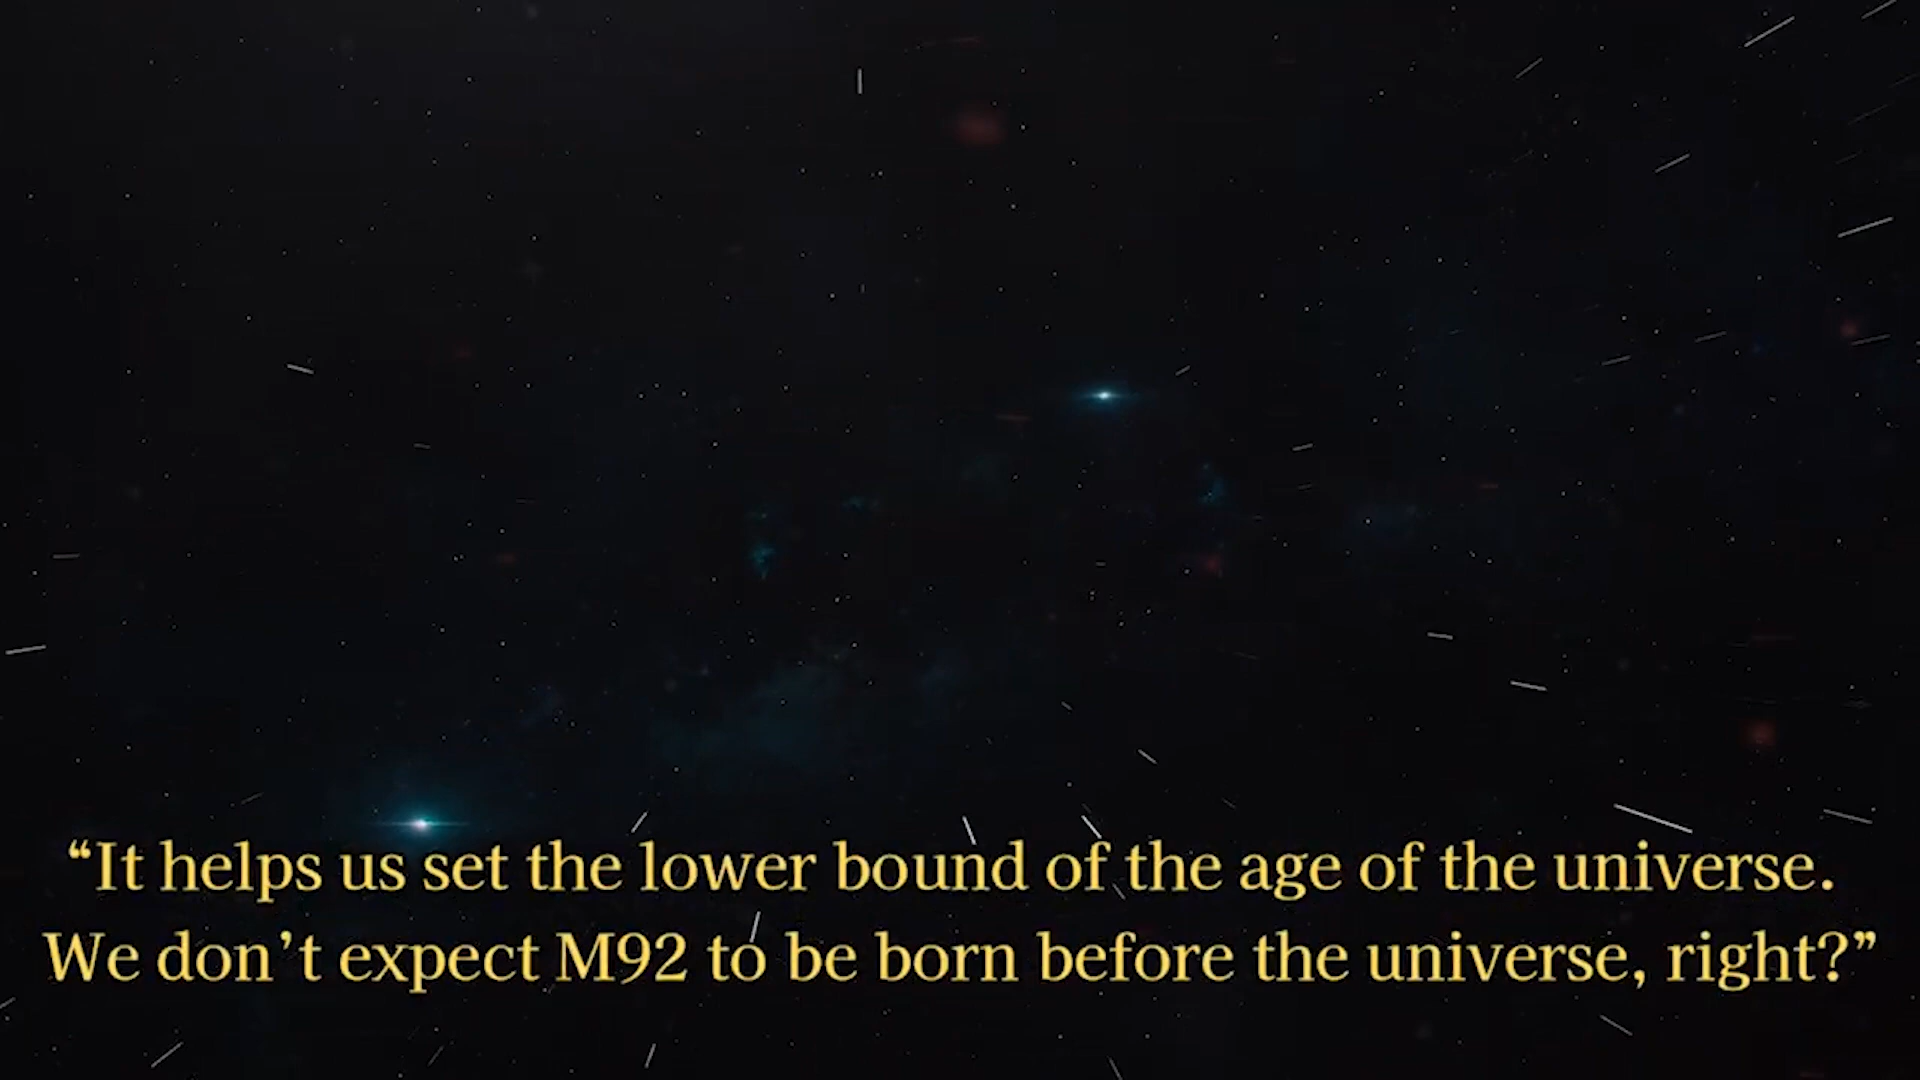 “It helps us set the lower bound of the age of the universe.
We don’t expect M92 to be born before the universe, right?”